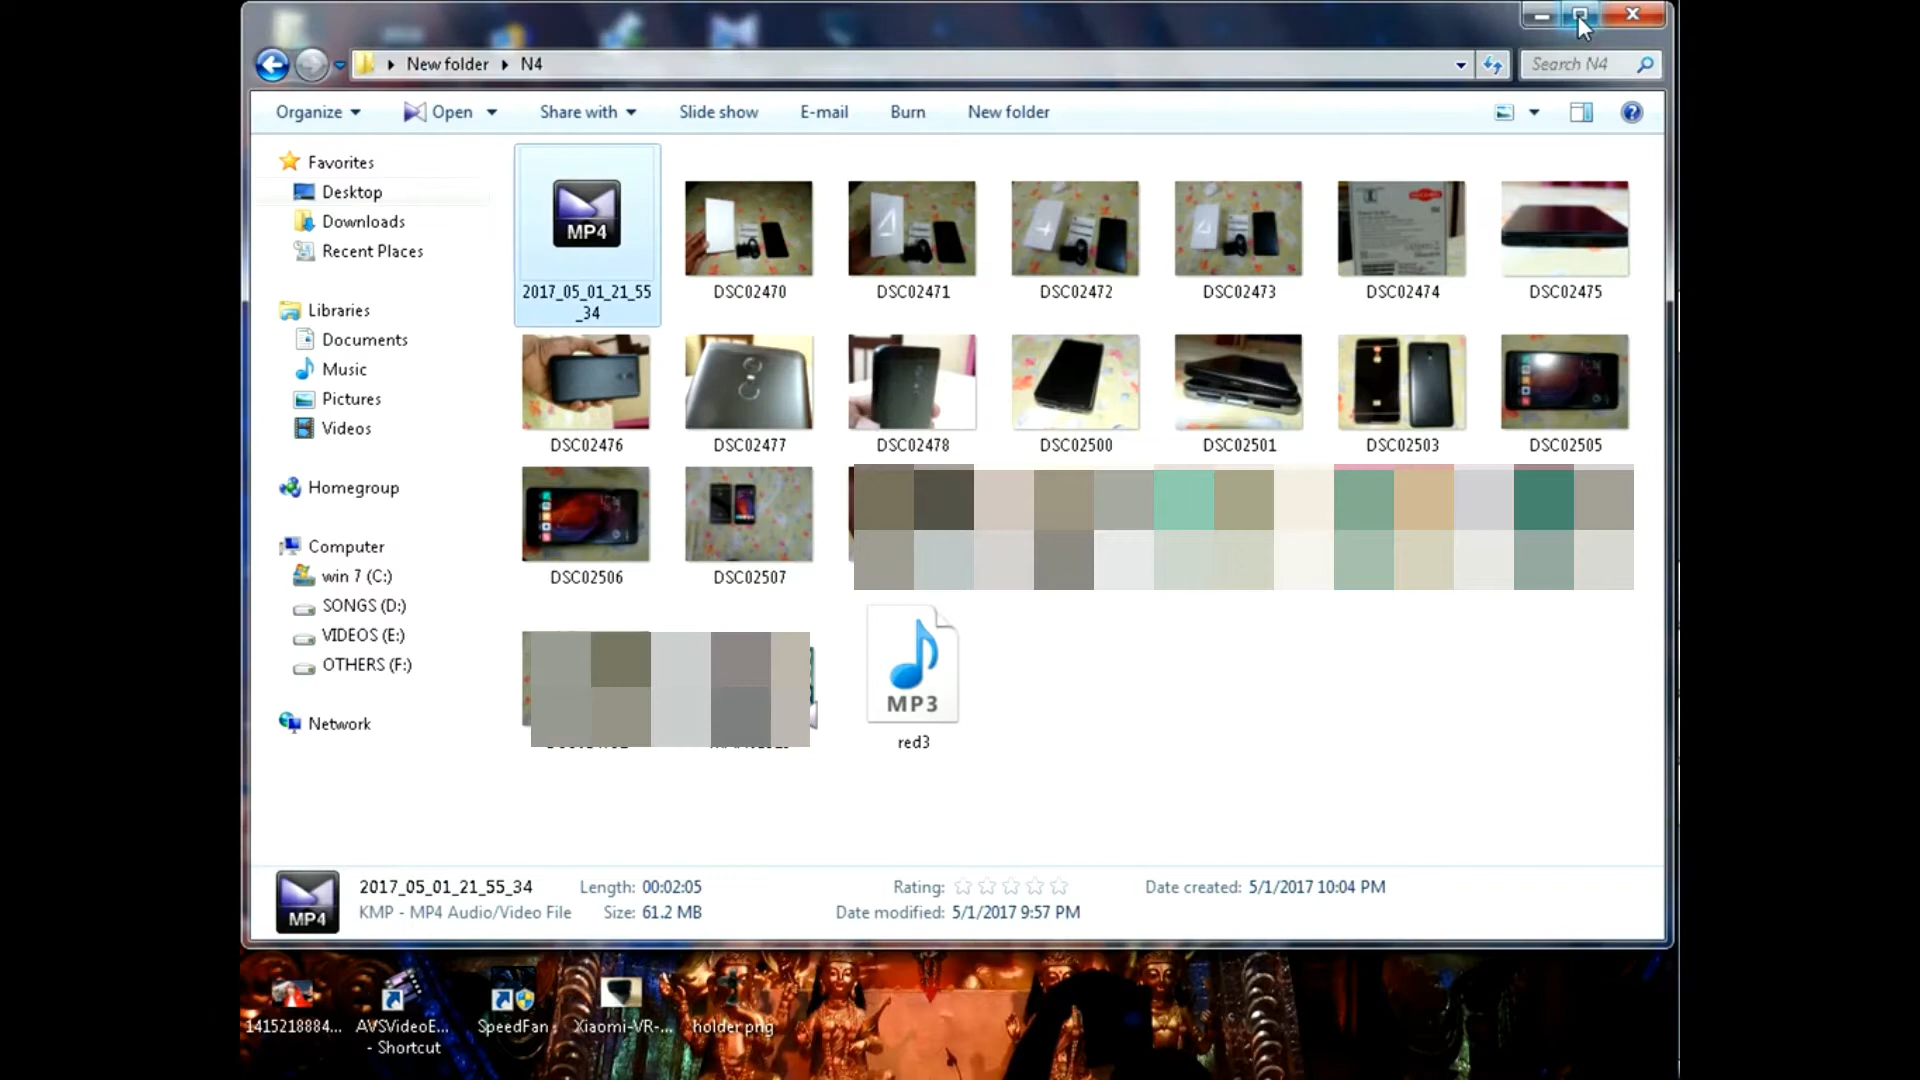 New folder N4
Search N4
Organize Open Share with Slide show E-mail Burn New folder
Favorites
Desktop
Downloads
Recent Places
Libraries
Documents
Music
Pictures
Videos
Homegroup
Computer
win 7 (C:)
SONGS (D:)
VIDEOS (E:)
OTHERS (F:)
Network
MP4
2017_05_01_21_55
_34
DSC02470 DSC02471 DSC02472 DSC02473 DSC02474 DSC02475
DSC02476 DSC02477 DSC02478 DSC02500 DSC02501 DSC02503 DSC02505
DSC02506 DSC02507
MP3
red3
MP4
2017_05_01_21_55_34 Length: 00:02:05 Rating: Date created: 5/1/2017 10:04 PM
KMP - MP4 Audio/Video File Size: 61.2 MB Date modified: 5/1/2017 9:57 PM
1415218884... AVSVideoE... SpeedFan Xiaomi-VR-... holder.png
- Shortcut